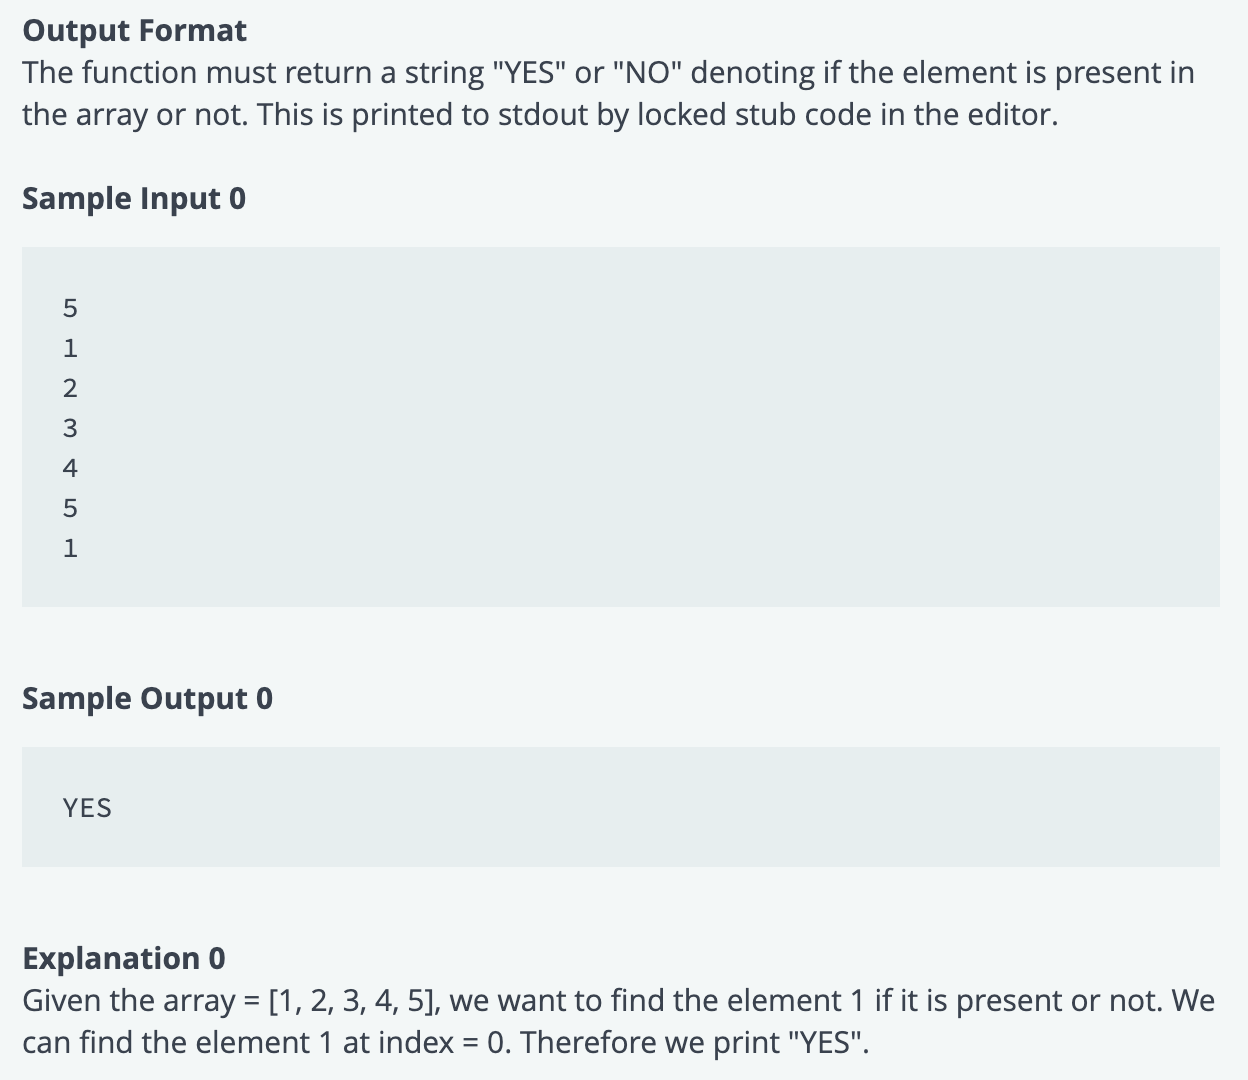 Output Format
The function must return a string "YES" or "NO" denoting if the element is present in
the array or not. This is printed to stdout by locked stub code in the editor.
Sample Input 0
5
1
2
3
4
5
1
Sample Output 0
YES
Explanation 0
Given the array = [1, 2, 3, 4, 5], we want to find the element 1 if it is present or not. We
can find the element 1 at index = 0. Therefore we print "YES".